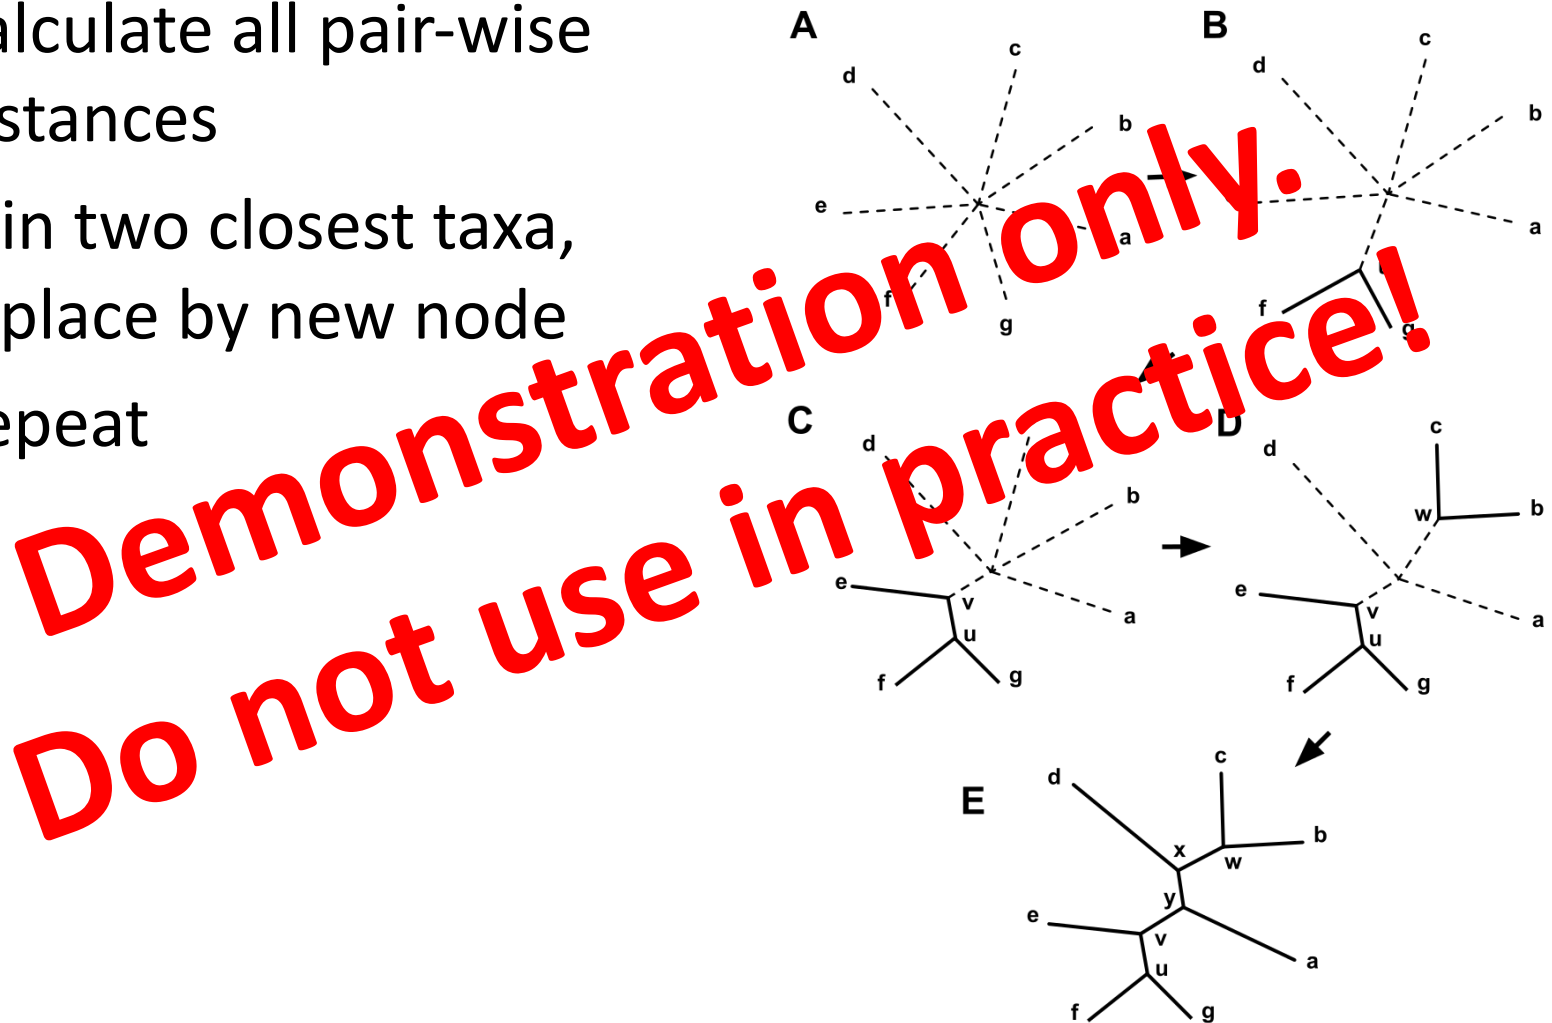 alculate all pair-wise
stances
in two closest taxa,
place by new node
epeat
Demonstration only.
Do not use in practice!
A
c
d
b
e
a
f
g
B
c
d
b
a
f
g
C
d
b
e
v
a
u
f
g
D
c
d
b
w
e
v
a
u
f
g
E
c
d
b
x
w
y
e
v
a
u
f
g